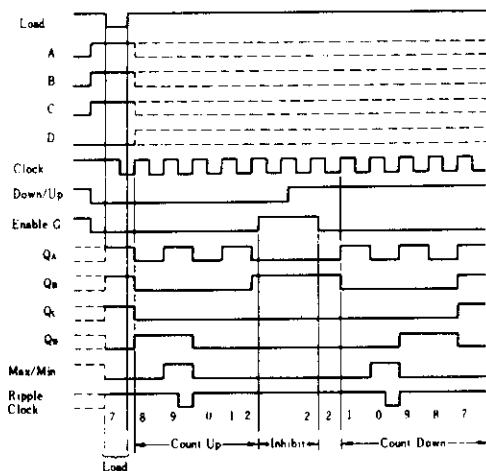 Load
A
B
C
D
Clock
Down/Up
Enable G
QA
QB
QC
QD
Max/Min
Ripple
Clock
7 8 9 0 1 2 2 2 1 0 9 8 7
Count Up Inhibit Count Down
Load